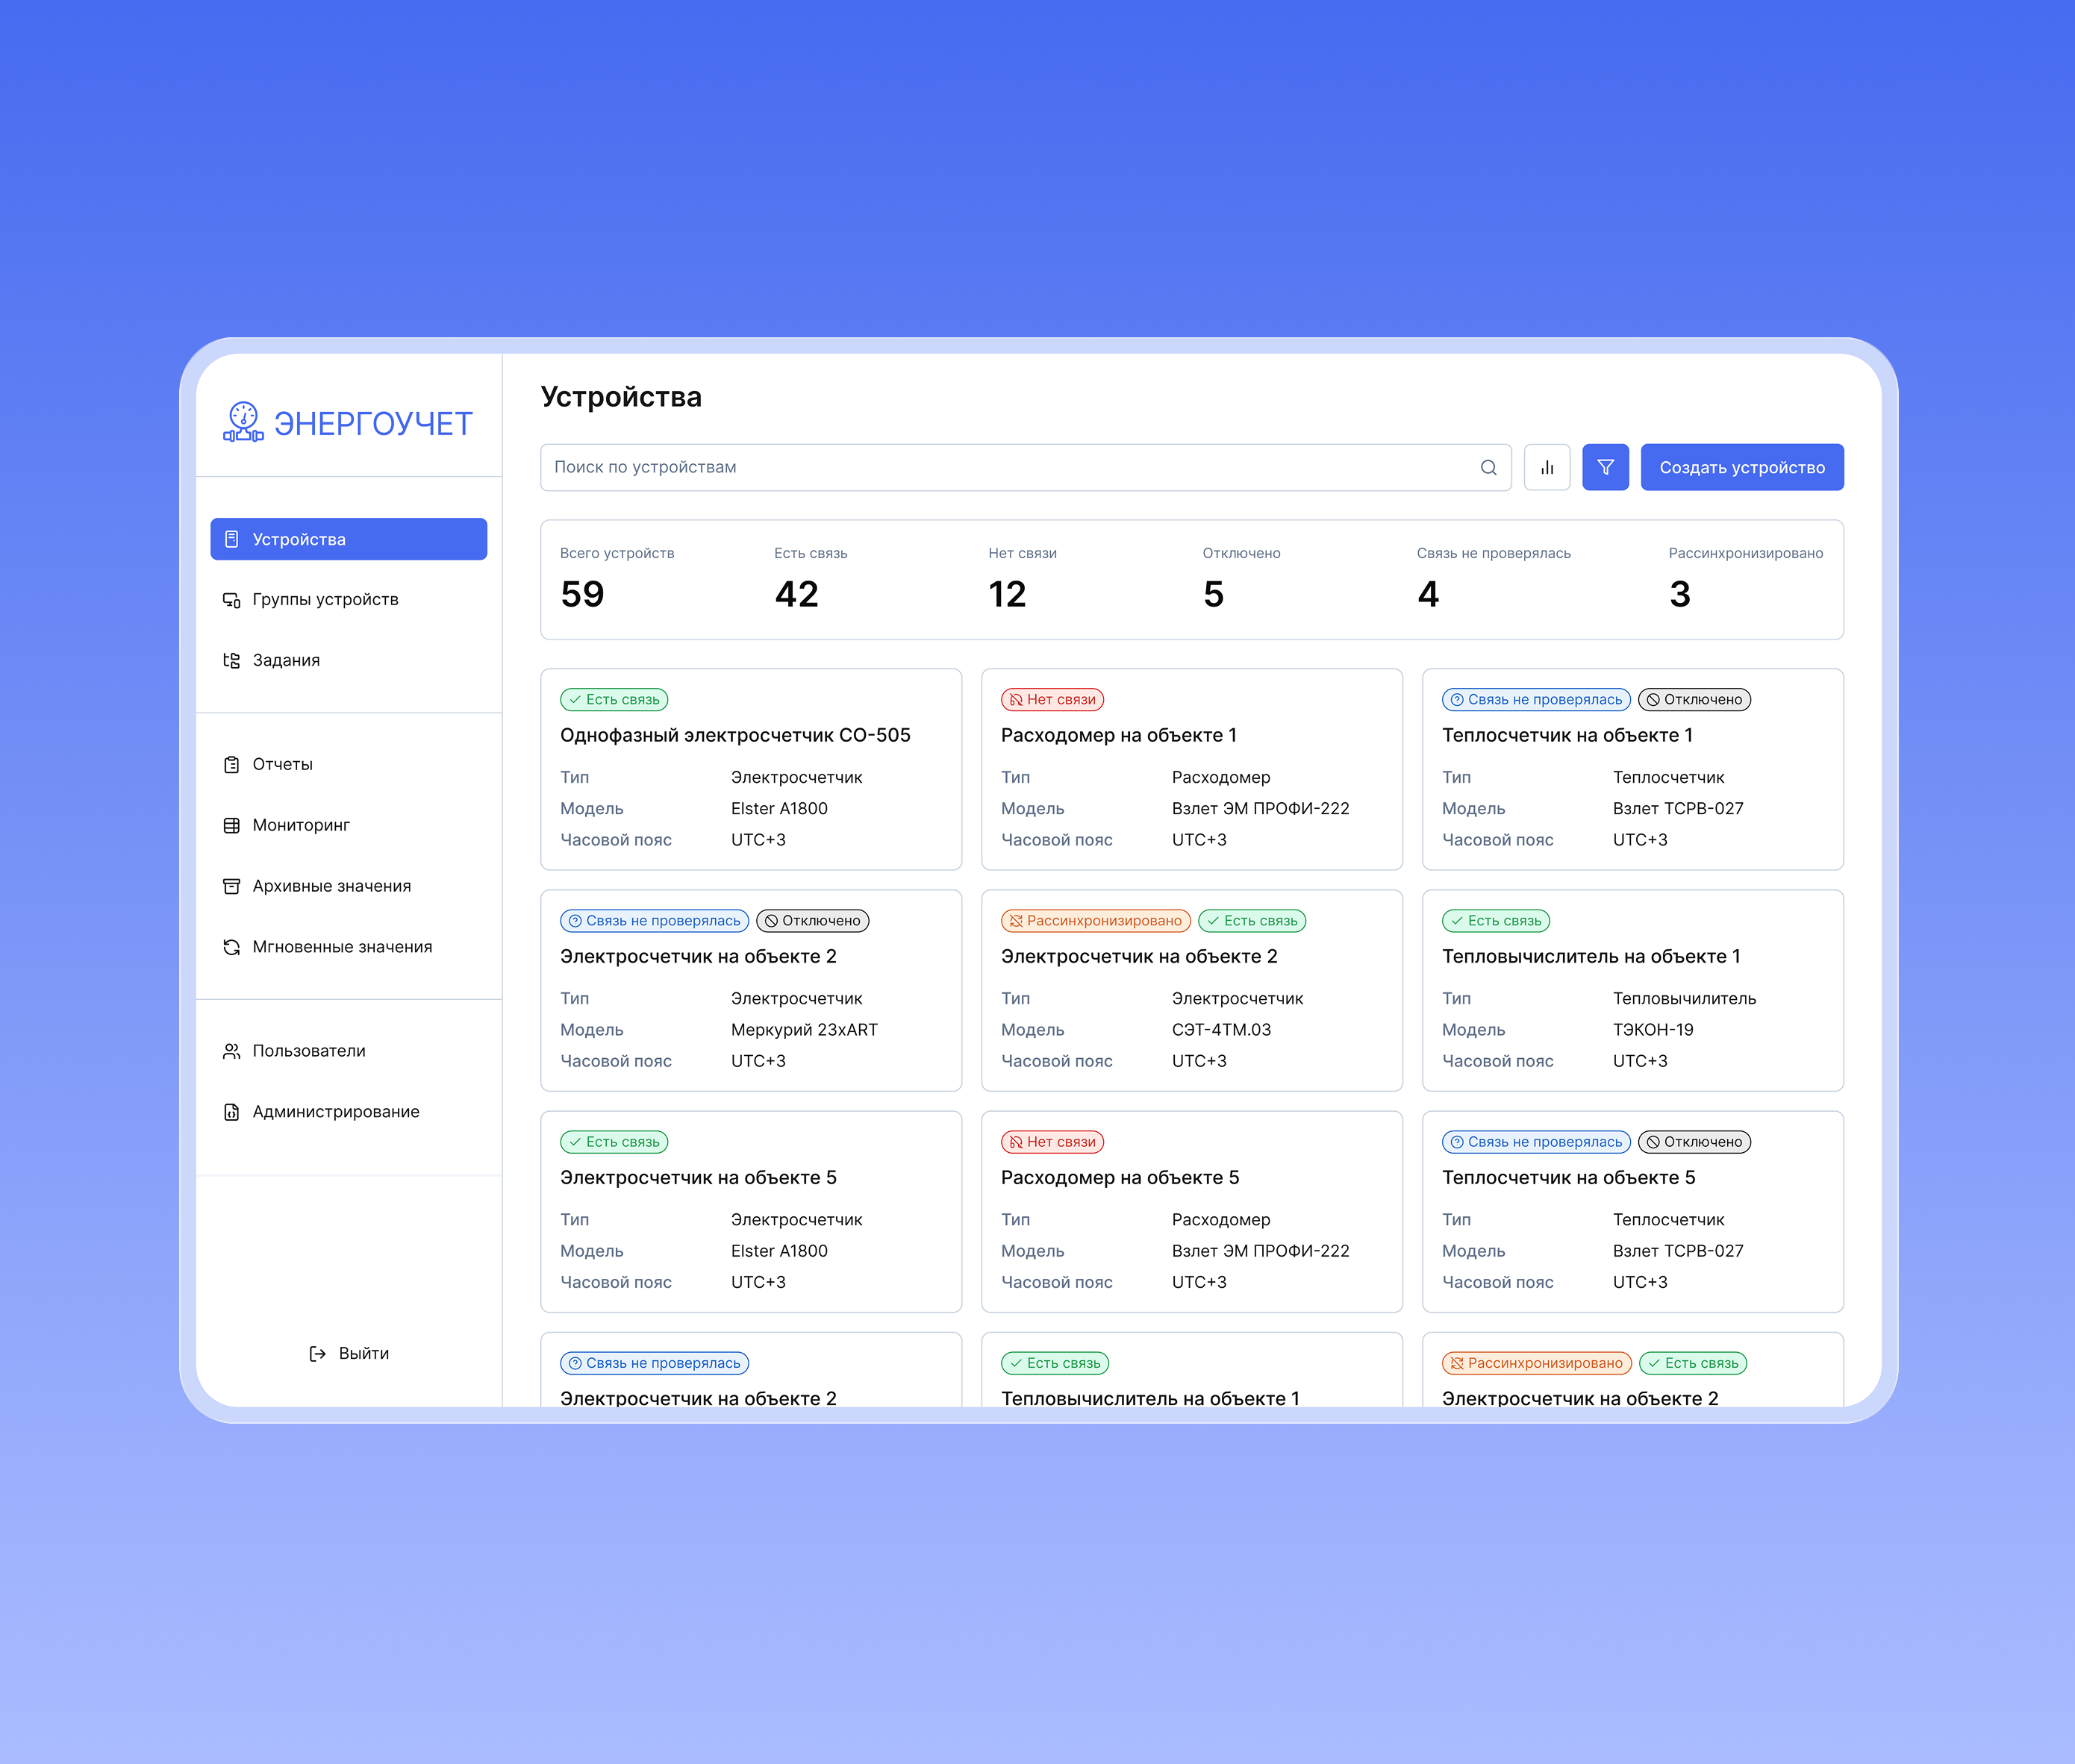 ЭНЕРГОУЧЕТ
Устройства
Группы устройств
Задания
Отчеты
Мониторинг
Архивные значения
Мгновенные значения
Пользователи
Администрирование
Выйти
Устройства
Поиск по устройствам
Создать устройство
Всего устройств Есть связь Нет связи Отключено Связь не проверялась Рассинхронизировано
59 42 12 5 4 3
Есть связь
Однофазный электросчетчик СО-505
Тип Электросчетчик
Модель Elster A1800
Часовой пояс UTC+3
Нет связи
Расходомер на объекте 1
Тип Расходомер
Модель Взлет ЭМ ПРОФИ-222
Часовой пояс UTC+3
Связь не проверялась Отключено
Теплосчетчик на объекте 1
Тип Теплосчетчик
Модель Взлет ТСРВ-027
Часовой пояс UTC+3
Связь не проверялась Отключено
Электросчетчик на объекте 2
Тип Электросчетчик
Модель Меркурий 23xART
Часовой пояс UTC+3
Рассинхронизировано Есть связь
Электросчетчик на объекте 2
Тип Электросчетчик
Модель СЭТ-4ТМ.03
Часовой пояс UTC+3
Есть связь
Тепловычислитель на объекте 1
Тип Тепловычилитель
Модель ТЭКОН-19
Часовой пояс UTC+3
Есть связь
Электросчетчик на объекте 5
Тип Электросчетчик
Модель Elster A1800
Часовой пояс UTC+3
Нет связи
Расходомер на объекте 5
Тип Расходомер
Модель Взлет ЭМ ПРОФИ-222
Часовой пояс UTC+3
Связь не проверялась Отключено
Теплосчетчик на объекте 5
Тип Теплосчетчик
Модель Взлет ТСРВ-027
Часовой пояс UTC+3
Связь не проверялась
Электросчетчик на объекте 2
Есть связь
Тепловычислитель на объекте 1
Рассинхронизировано Есть связь
Электросчетчик на объекте 2